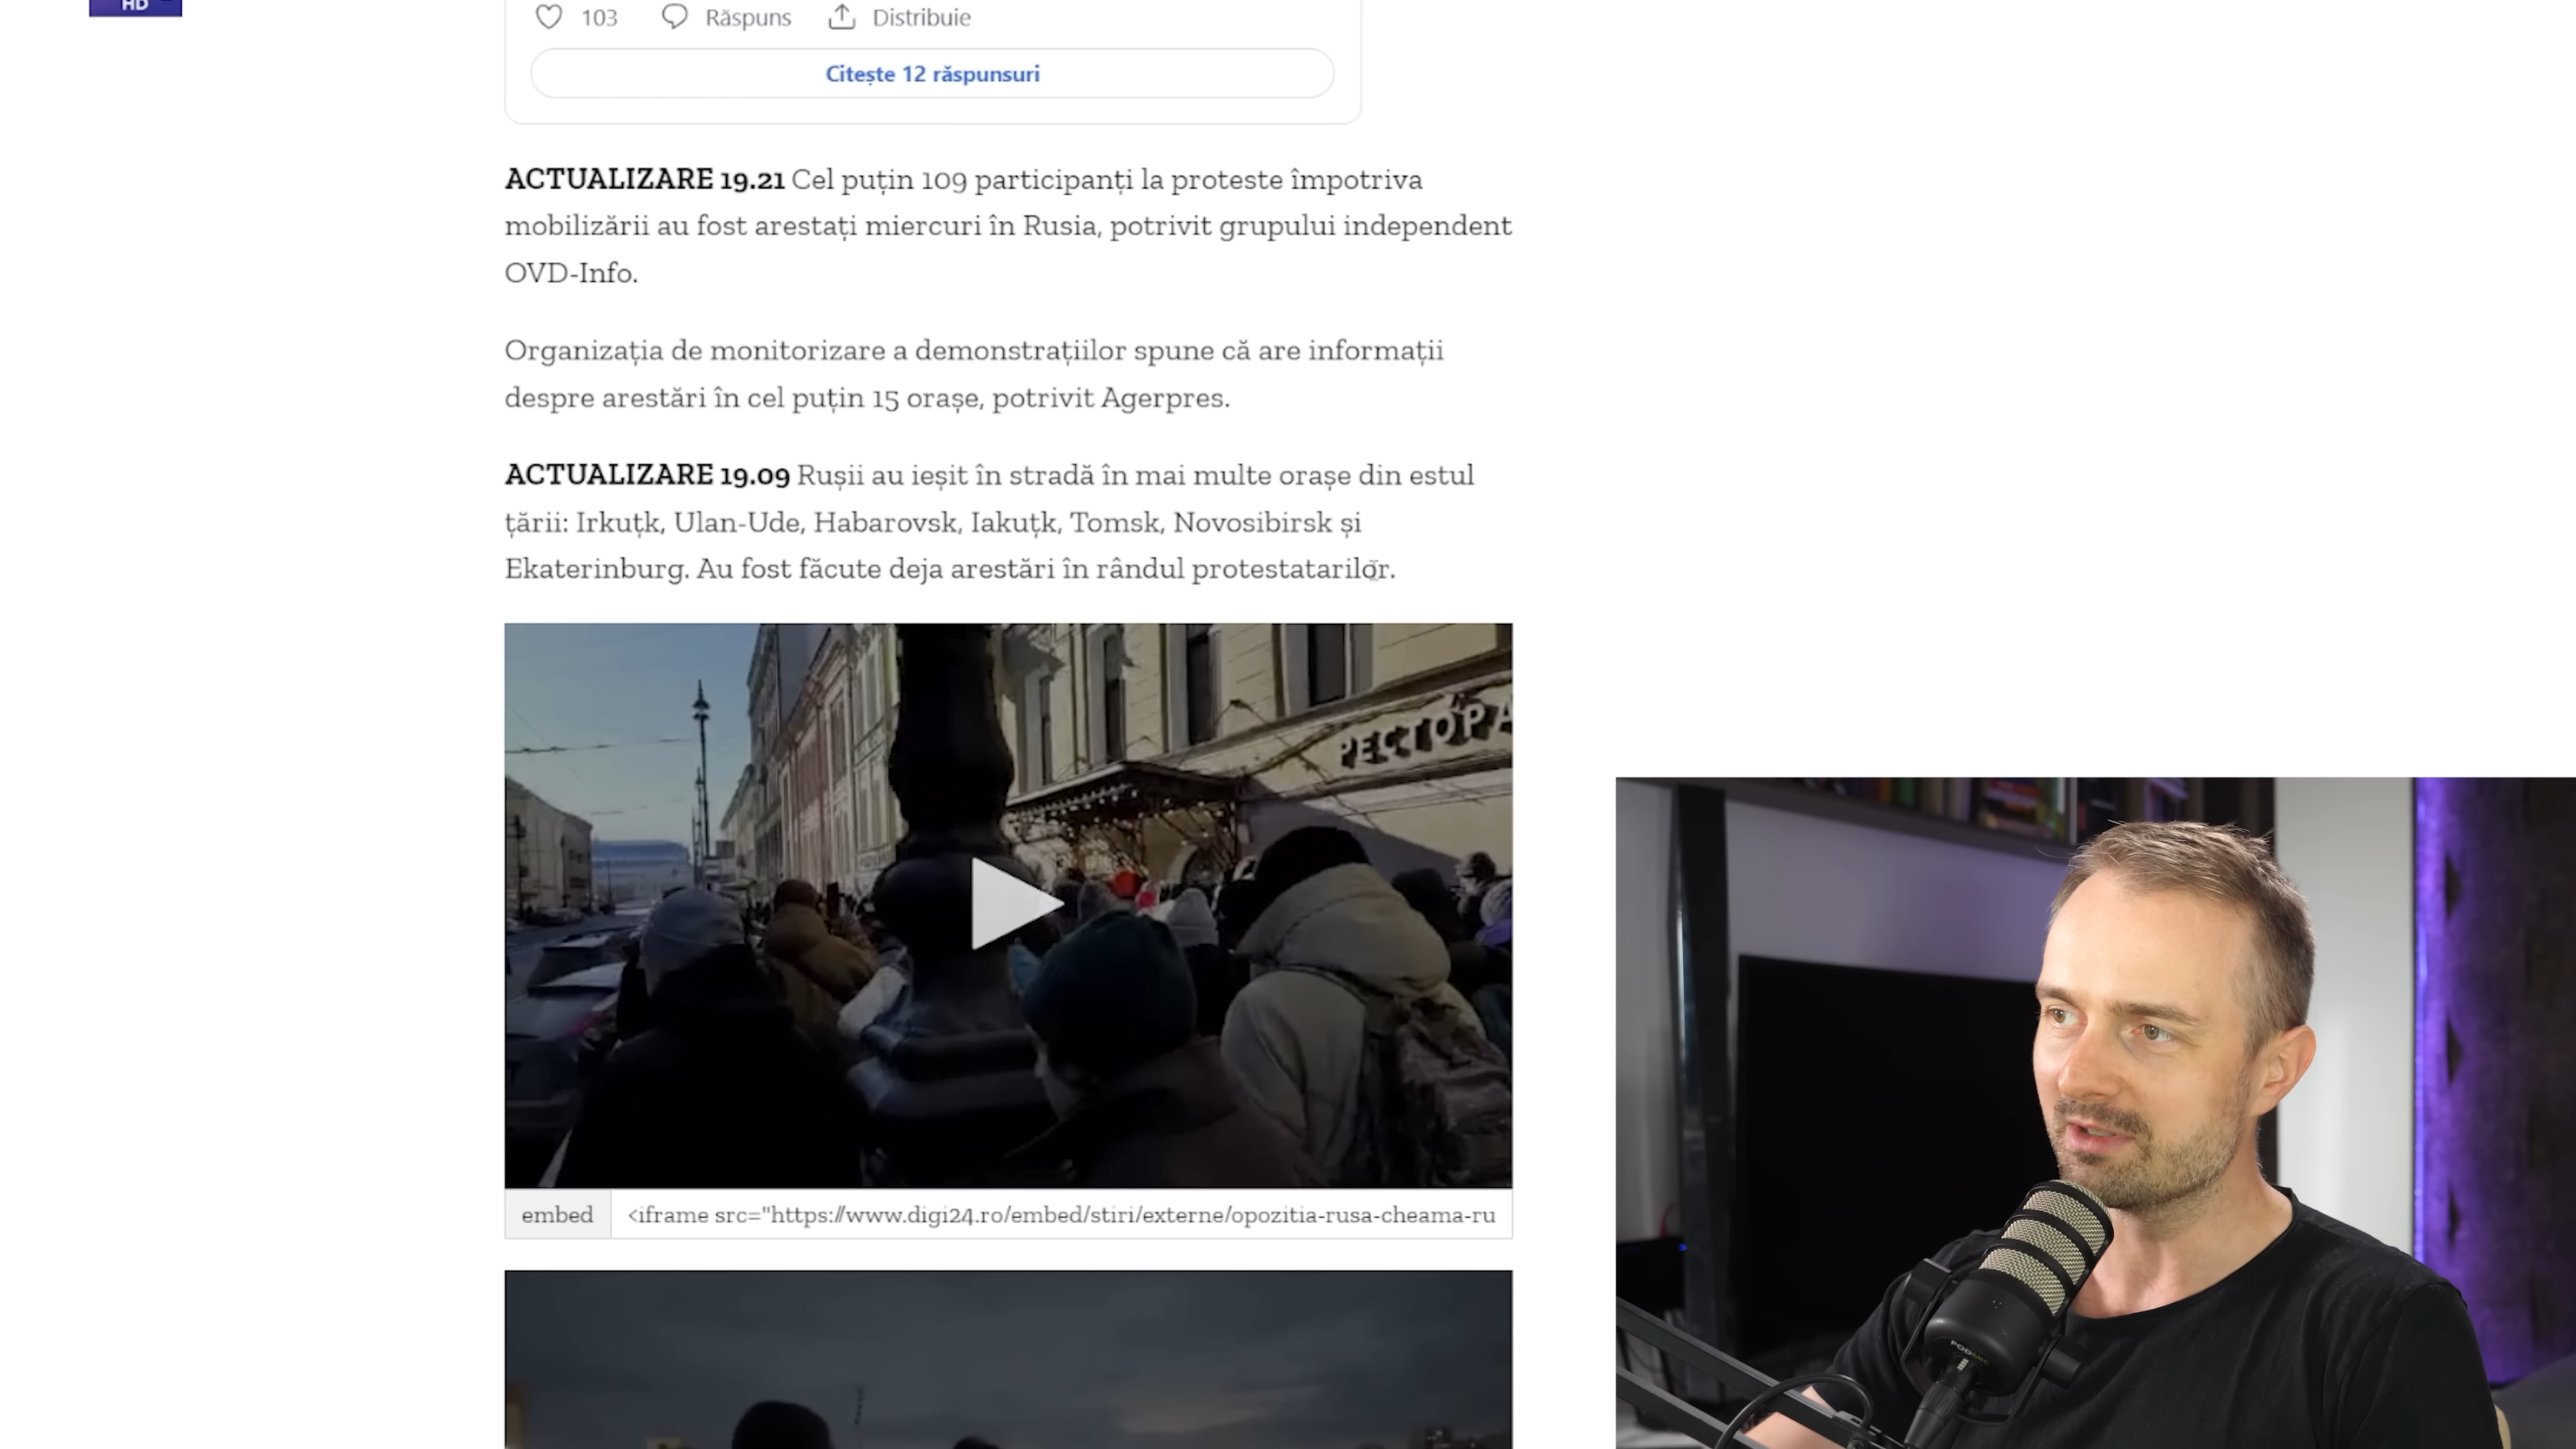 HD
103 Răspuns Distribuie
Citește 12 răspunsuri
ACTUALIZARE 19.21 Cel puțin 109 participanți la proteste împotriva
mobilizării au fost arestați miercuri în Rusia, potrivit grupului independent
OVD-Info.
Organizația de monitorizare a demonstrațiilor spune că are informații
despre arestări în cel puțin 15 orașe, potrivit Agerpres.
ACTUALIZARE 19.09 Rușii au ieșit în stradă în mai multe orașe din estul
țării: Irkuțk, Ulan-Ude, Habarovsk, Iakuțk, Tomsk, Novosibirsk și
Ekaterinburg. Au fost făcute deja arestări în rândul protestatarilor.
РЕСТОРА
embed <iframe src="https://www.digi24.ro/embed/stiri/externe/opozitia-rusa-cheama-ru
PODMIC